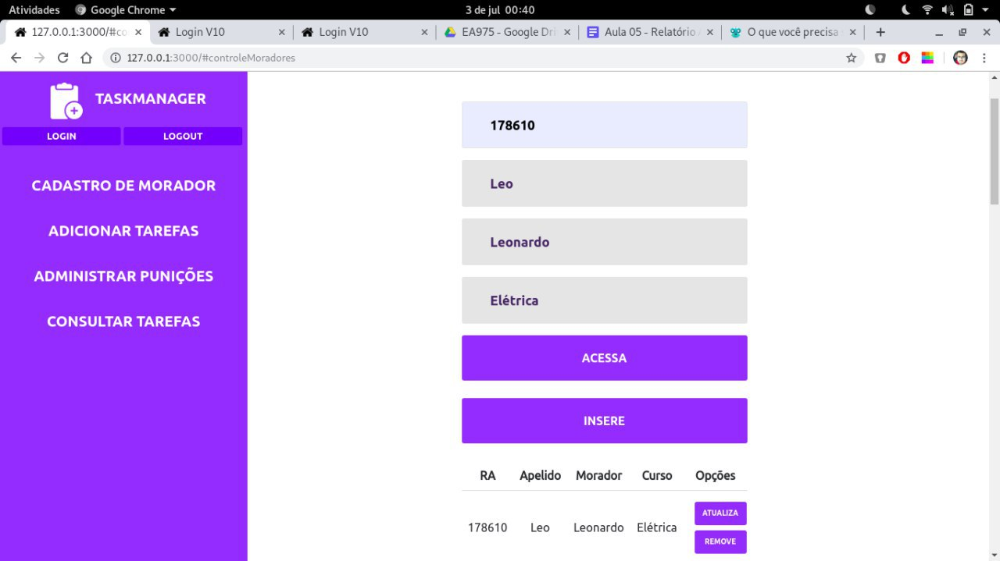 Atividades Google Chrome 3 de jul 00:40
127.0.0.1:3000/#co Login V10 Login V10 EA975 - Google Dri Aula 05 - Relatório O que você precisa
127.0.0.1:3000/#controleMoradores
TASKMANAGER
LOGIN LOGOUT
CADASTRO DE MORADOR
ADICIONAR TAREFAS
ADMINISTRAR PUNIÇÕES
CONSULTAR TAREFAS
178610
Leo
Leonardo
Elétrica
ACESSA
INSERE
RA Apelido Morador Curso Opções
178610 Leo Leonardo Elétrica
ATUALIZA
REMOVE